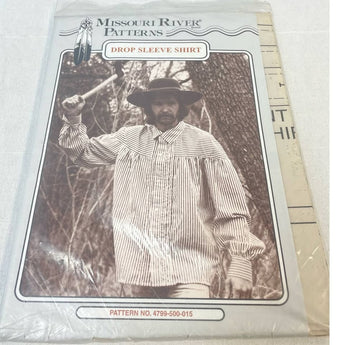 MISSOURI RIVER
PATTERNS
DROP SLEEVE SHIRT
PATTERN NO. 4799-500-015